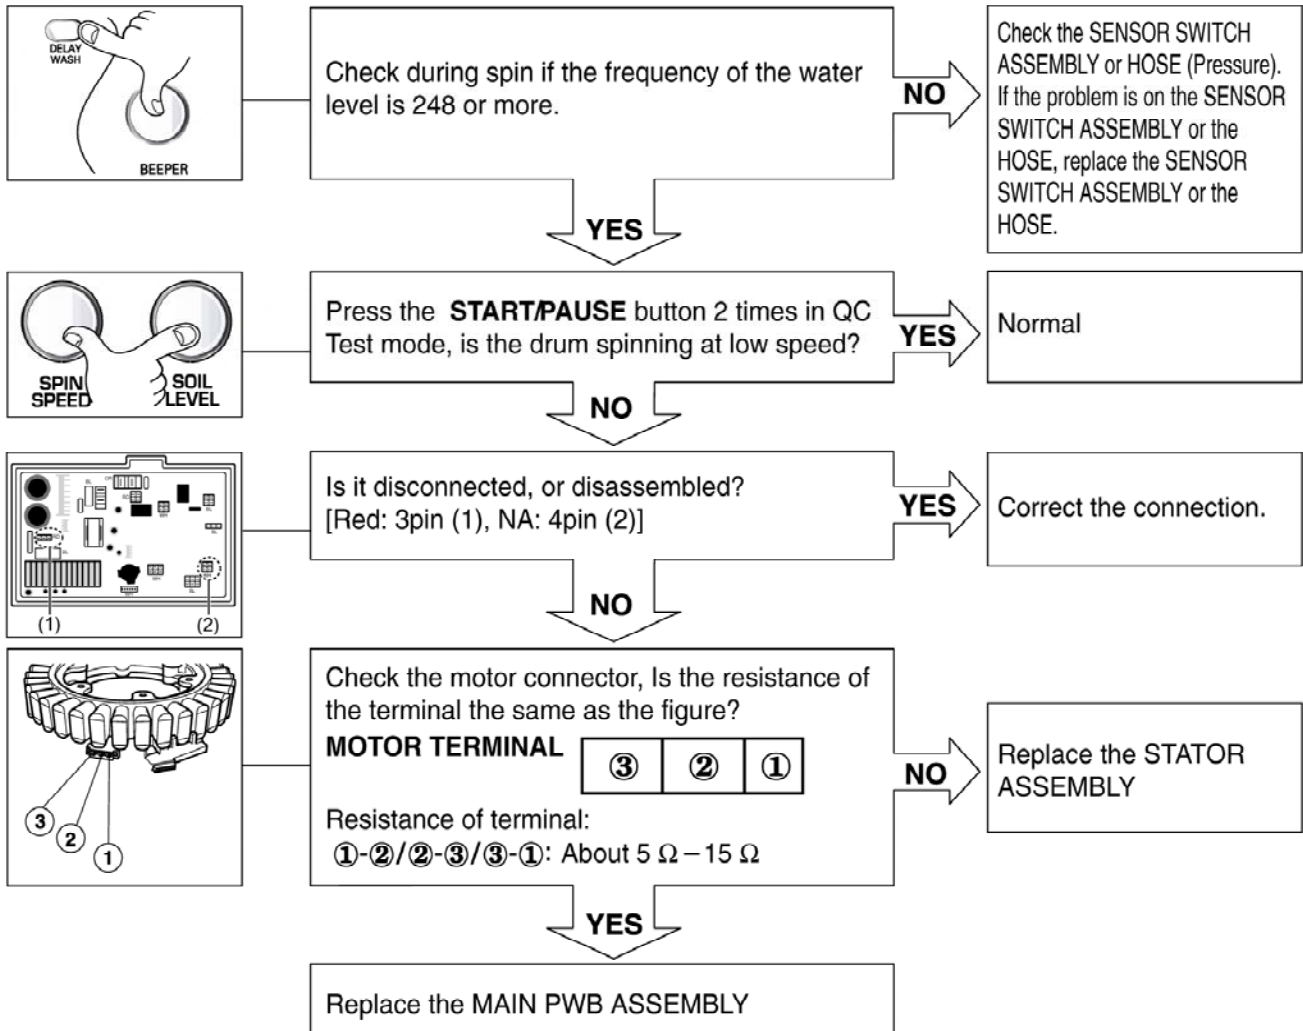 DELAY
WASH
BEEPER
Check during spin if the frequency of the water
level is 248 or more.
NO
Check the SENSOR SWITCH
ASSEMBLY or HOSE (Pressure).
If the problem is on the SENSOR
SWITCH ASSEMBLY or the
HOSE, replace the SENSOR
SWITCH ASSEMBLY or the
HOSE.
YES
SPIN
SPEED
SOIL
LEVEL
Press the START/PAUSE button 2 times in QC
Test mode, is the drum spinning at low speed?
YES
Normal
NO
(1)
(2)
Is it disconnected, or disassembled?
[Red: 3pin (1), NA: 4pin (2)]
YES
Correct the connection.
NO
3
2
1
Check the motor connector, Is the resistance of
the terminal the same as the figure?
MOTOR TERMINAL
③ ② ①
Resistance of terminal:
①-②/②-③/③-①: About 5 Ω – 15 Ω
NO
Replace the STATOR
ASSEMBLY
YES
Replace the MAIN PWB ASSEMBLY